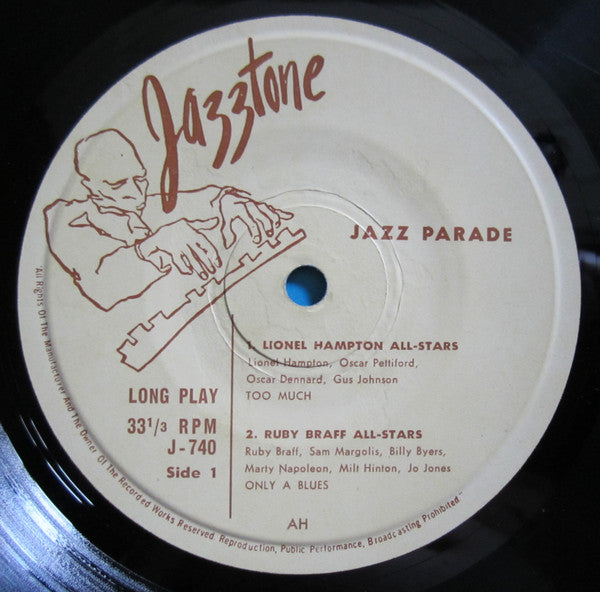 Jazztone
JAZZ PARADE
1. LIONEL HAMPTON ALL-STARS
Lionel Hampton, Oscar Pettiford,
Oscar Dennard, Gus Johnson
TOO MUCH
LONG PLAY
33 1/3 RPM
J-740
Side 1
2. RUBY BRAFF ALL-STARS
Ruby Braff, Sam Margolis, Billy Byers,
Marty Napoleon, Milt Hinton, Jo Jones
ONLY A BLUES
AH
"All Rights Of The Manufacturer And The Owner Of The Recorded Works Reserved. Reproduction, Public Performance, Broadcasting Prohibited"